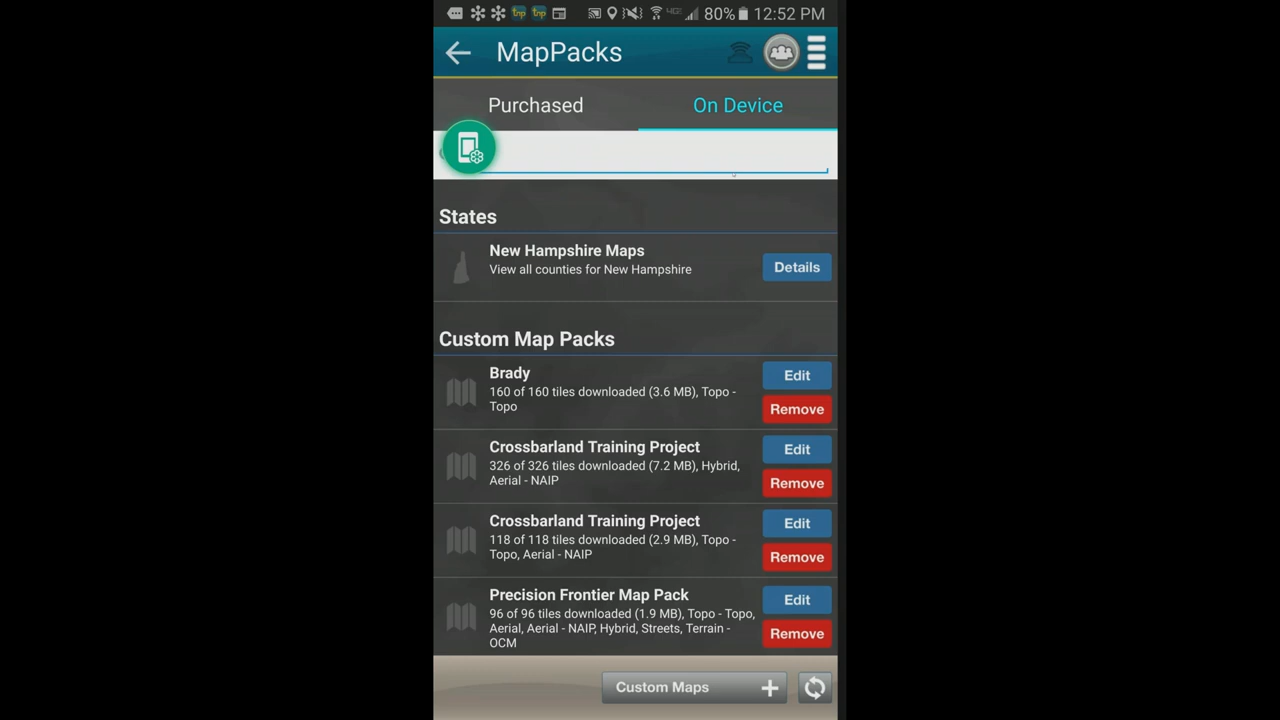 tnp tnp 4G 80% 12:52 PM
MapPacks
Purchased
On Device
States
New Hampshire Maps
View all counties for New Hampshire
Details
Custom Map Packs
Brady
160 of 160 tiles downloaded (3.6 MB), Topo -
Topo
Edit
Remove
Crossbarland Training Project
326 of 326 tiles downloaded (7.2 MB), Hybrid,
Aerial - NAIP
Edit
Remove
Crossbarland Training Project
118 of 118 tiles downloaded (2.9 MB), Topo -
Topo, Aerial - NAIP
Edit
Remove
Precision Frontier Map Pack
96 of 96 tiles downloaded (1.9 MB), Topo - Topo,
Aerial, Aerial - NAIP, Hybrid, Streets, Terrain -
OCM
Edit
Remove
Custom Maps +